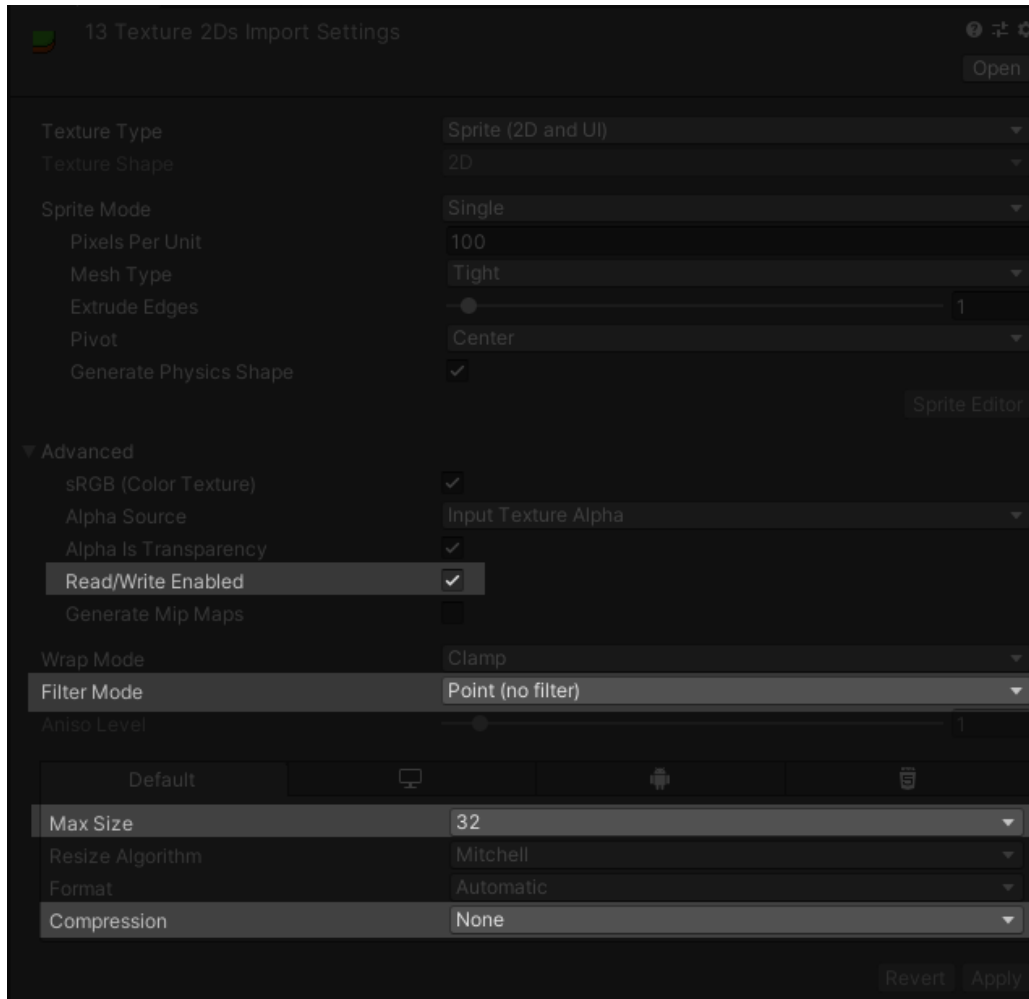 13 Texture 2Ds Import Settings
Open
Texture Type Sprite (2D and UI)
Texture Shape 2D
Sprite Mode Single
Pixels Per Unit 100
Mesh Type Tight
Extrude Edges 1
Pivot Center
Generate Physics Shape
Sprite Editor
Advanced
sRGB (Color Texture)
Alpha Source Input Texture Alpha
Alpha Is Transparency
Read/Write Enabled
Generate Mip Maps
Wrap Mode Clamp
Filter Mode Point (no filter)
Aniso Level 1
Default
Max Size 32
Resize Algorithm Mitchell
Format Automatic
Compression None
Revert Apply